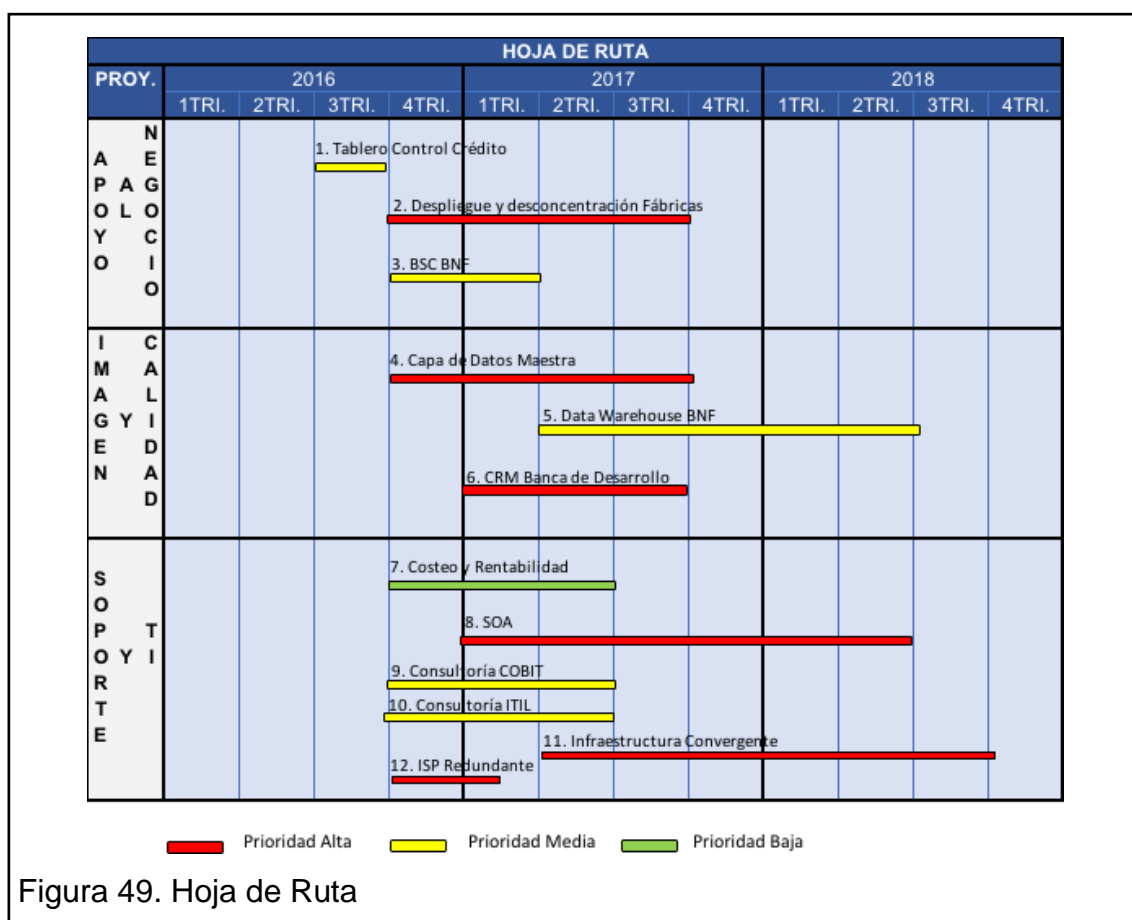 HOJA DE RUTA
PROY. 2016 2017 2018
1TRI. 2TRI. 3TRI. 4TRI. 1TRI. 2TRI. 3TRI. 4TRI. 1TRI. 2TRI. 3TRI. 4TRI.
APOYO AL NEGOCIO
1. Tablero Control Crédito
2. Despliegue y desconcentración Fábricas
3. BSC BNF
IMAGEN Y CALIDAD
4. Capa de Datos Maestra
5. Data Warehouse BNF
6. CRM Banca de Desarrollo
SOPORTE Y TI
7. Costeo y Rentabilidad
8. SOA
9. Consultoría COBIT
10. Consultoría ITIL
11. Infraestructura Convergente
12. ISP Redundante
Prioridad Alta Prioridad Media Prioridad Baja
Figura 49. Hoja de Ruta